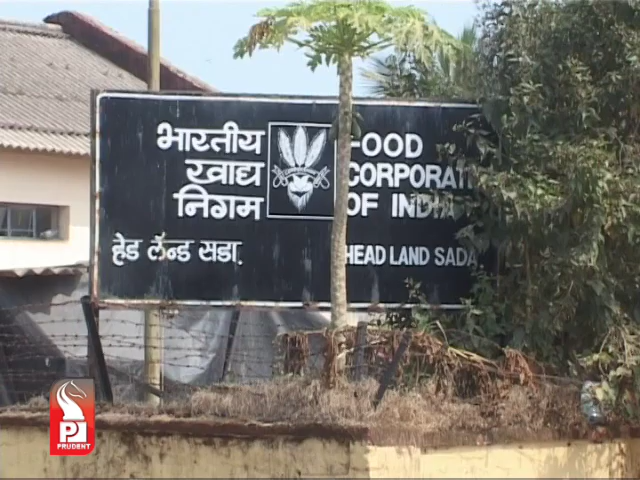 भारतीय
खाद्य
निगम
हेड लॅन्ड सडा.
FOOD
CORPORATI
OF INDIA
HEAD LAND SADA
PRUDENT